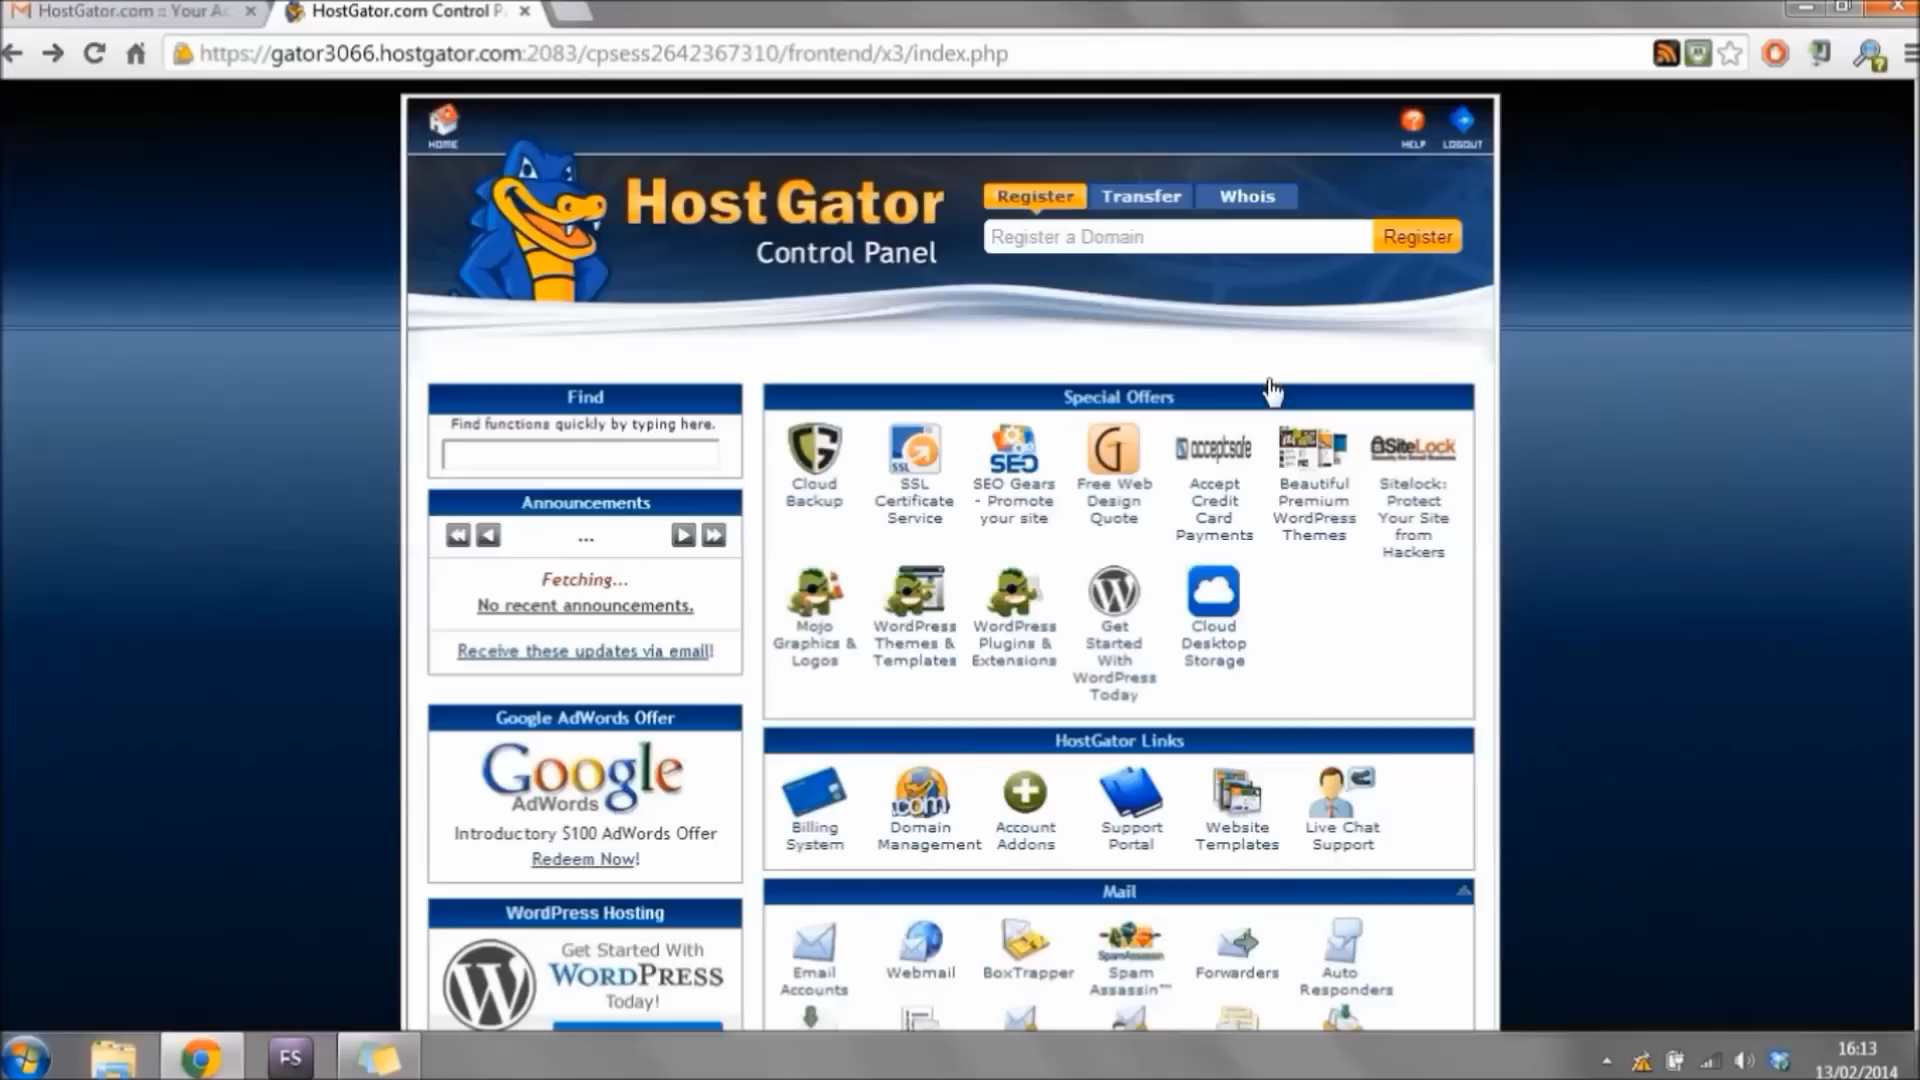 HostGator.com :: Your A
HostGator.com Control P
https://gator3066.hostgator.com:2083/cpsess2642367310/frontend/x3/index.php
HOME
HELP
LOGOUT
HostGator
Control Panel
Register
Transfer
Whois
Register a Domain
Register
Find
Find functions quickly by typing here.
Announcements
...
Fetching...
No recent announcements.
Receive these updates via email!
Google AdWords Offer
Google
AdWords
Introductory $100 AdWords Offer
Redeem Now!
WordPress Hosting
Get Started With
WORDPRESS
Today!
Special Offers
Cloud
Backup
SSL
SSL
Certificate
Service
SEO
SEO Gears
- Promote
your site
Free Web
Design
Quote
acceptsafe
Accept
Credit
Card
Payments
Beautiful
Premium
WordPress
Themes
SiteLock
Sitelock:
Protect
Your Site
from
Hackers
Mojo
Graphics &
Logos
WordPress
Themes &
Templates
WordPress
Plugins &
Extensions
Get
Started
With
WordPress
Today
Cloud
Desktop
Storage
HostGator Links
Billing
System
.com
Domain
Management
Account
Addons
Support
Portal
Website
Templates
Live Chat
Support
Mail
Email
Accounts
Webmail
BoxTrapper
SpamAssassin
Spam
Assassin™
Forwarders
Auto
Responders
FS
16:13
13/02/2014